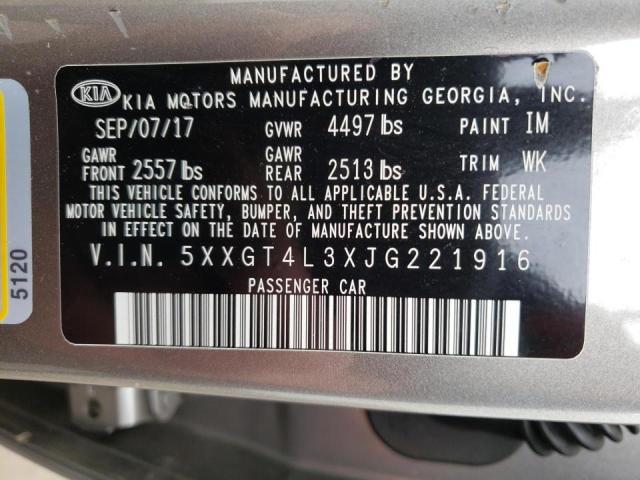 MANUFACTURED BY
KIA KIA MOTORS MANUFACTURING GEORGIA, INC.
SEP/07/17 GVWR 4497 lbs PAINT IM
GAWR FRONT 2557 lbs GAWR REAR 2513 lbs TRIM WK
THIS VEHICLE CONFORMS TO ALL APPLICABLE U.S.A. FEDERAL
MOTOR VEHICLE SAFETY, BUMPER, AND THEFT PREVENTION STANDARDS
IN EFFECT ON THE DATE OF MANUFACTURE SHOWN ABOVE.
V.I.N. 5XXGT4L3XJG221916
PASSENGER CAR
5120